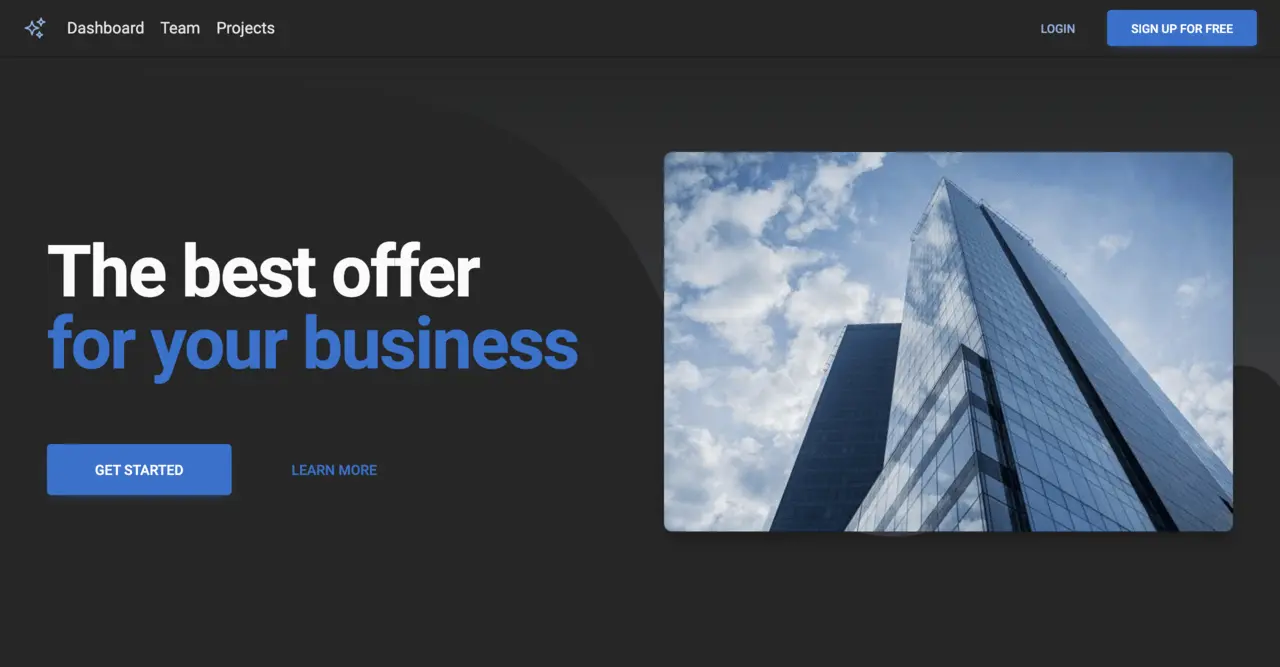 Dashboard Team Projects LOGIN SIGN UP FOR FREE
The best offer
for your business
GET STARTED LEARN MORE